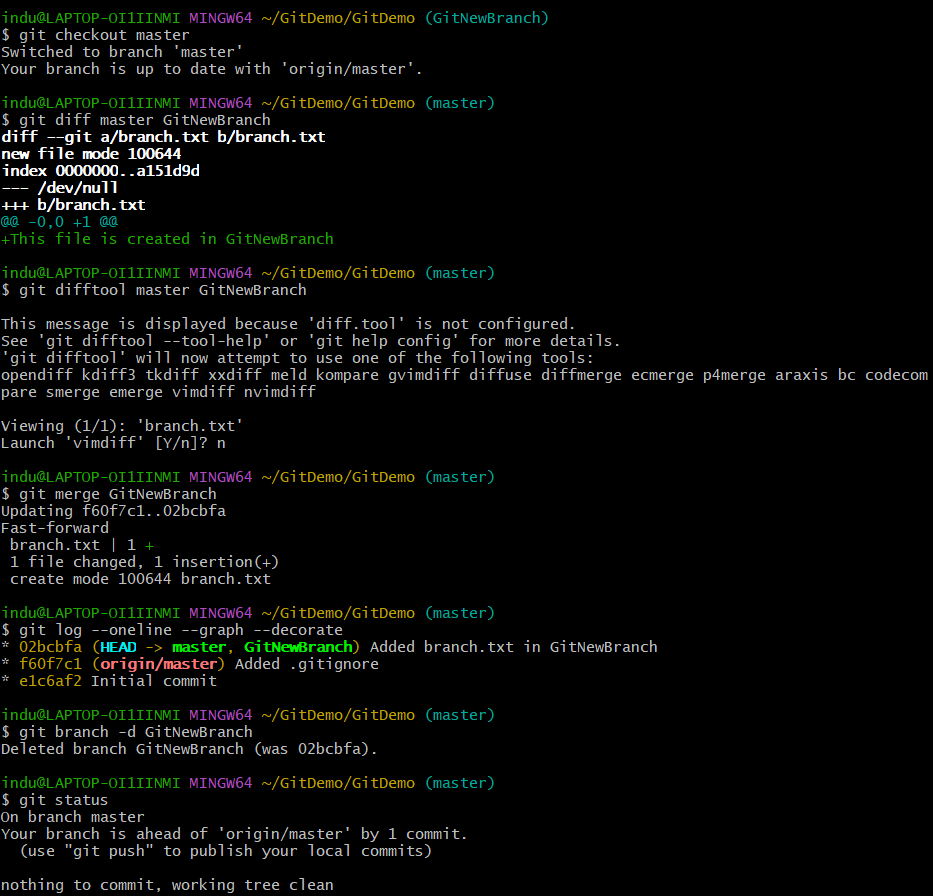 indu@LAPTOP-OI1IINMI MINGW64 ~/GitDemo/GitDemo (GitNewBranch)
$ git checkout master
Switched to branch 'master'
Your branch is up to date with 'origin/master'.
indu@LAPTOP-OI1IINMI MINGW64 ~/GitDemo/GitDemo (master)
$ git diff master GitNewBranch
diff --git a/branch.txt b/branch.txt
new file mode 100644
index 0000000..a151d9d
--- /dev/null
+++ b/branch.txt
@@ -0,0 +1 @@
+This file is created in GitNewBranch
indu@LAPTOP-OI1IINMI MINGW64 ~/GitDemo/GitDemo (master)
$ git difftool master GitNewBranch
This message is displayed because 'diff.tool' is not configured.
See 'git difftool --tool-help' or 'git help config' for more details.
'git difftool' will now attempt to use one of the following tools:
opendiff kdiff3 tkdiff xxdiff meld kompare gvimdiff diffuse diffmerge ecmerge p4merge araxis bc codecom
pare smerge emerge vimdiff nvimdiff
Viewing (1/1): 'branch.txt'
Launch 'vimdiff' [Y/n]? n
indu@LAPTOP-OI1IINMI MINGW64 ~/GitDemo/GitDemo (master)
$ git merge GitNewBranch
Updating f60f7c1..02bcbfa
Fast-forward
 branch.txt | 1 +
 1 file changed, 1 insertion(+)
 create mode 100644 branch.txt
indu@LAPTOP-OI1IINMI MINGW64 ~/GitDemo/GitDemo (master)
$ git log --oneline --graph --decorate
* 02bcbfa (HEAD -> master, GitNewBranch) Added branch.txt in GitNewBranch
* f60f7c1 (origin/master) Added .gitignore
* e1c6af2 Initial commit
indu@LAPTOP-OI1IINMI MINGW64 ~/GitDemo/GitDemo (master)
$ git branch -d GitNewBranch
Deleted branch GitNewBranch (was 02bcbfa).
indu@LAPTOP-OI1IINMI MINGW64 ~/GitDemo/GitDemo (master)
$ git status
On branch master
Your branch is ahead of 'origin/master' by 1 commit.
  (use "git push" to publish your local commits)
nothing to commit, working tree clean